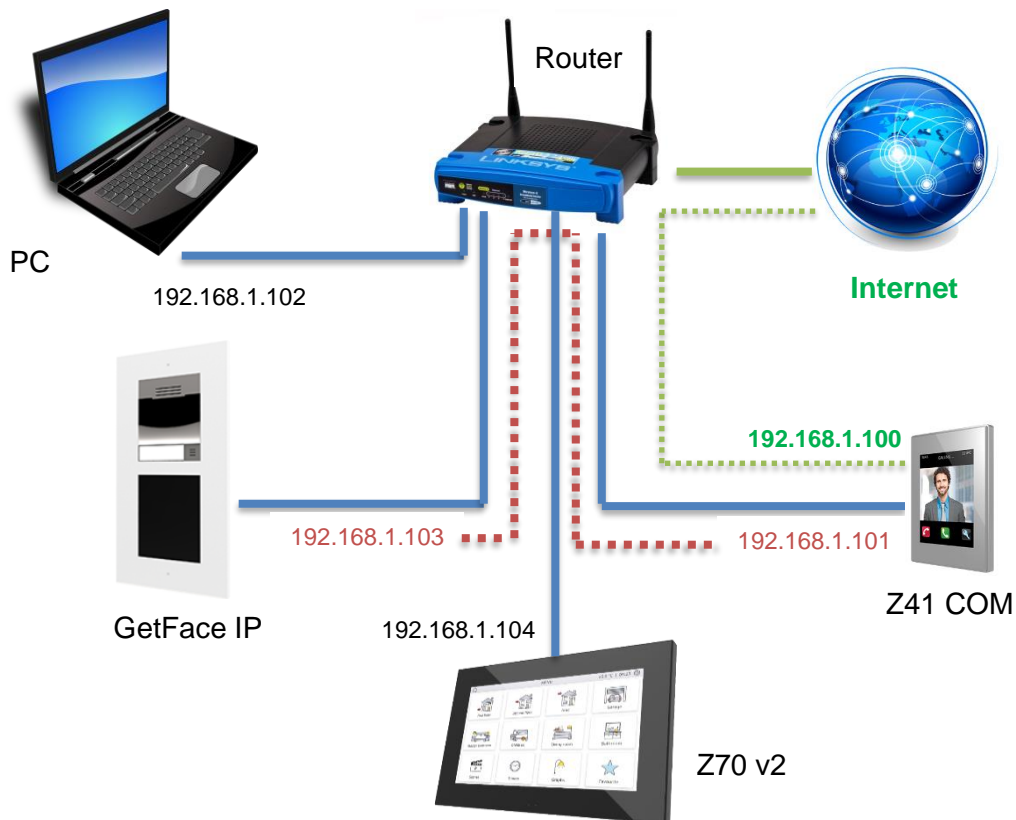 Router
LINKSYS
PC
192.168.1.102
Internet
192.168.1.100
192.168.1.103
192.168.1.101
Z41 COM
GetFace IP
192.168.1.104
Z70 v2